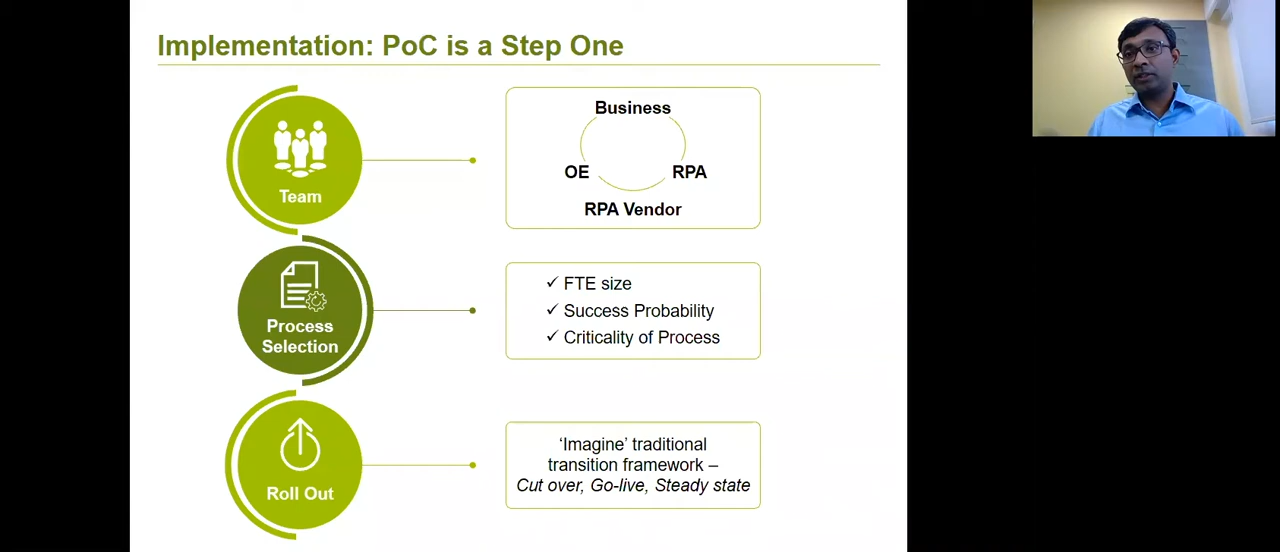 Implementation: PoC is a Step One
Team
Business
OE
RPA
RPA Vendor
Process
Selection
✓ FTE size
✓ Success Probability
✓ Criticality of Process
Roll Out
‘Imagine’ traditional
transition framework –
Cut over, Go-live, Steady state